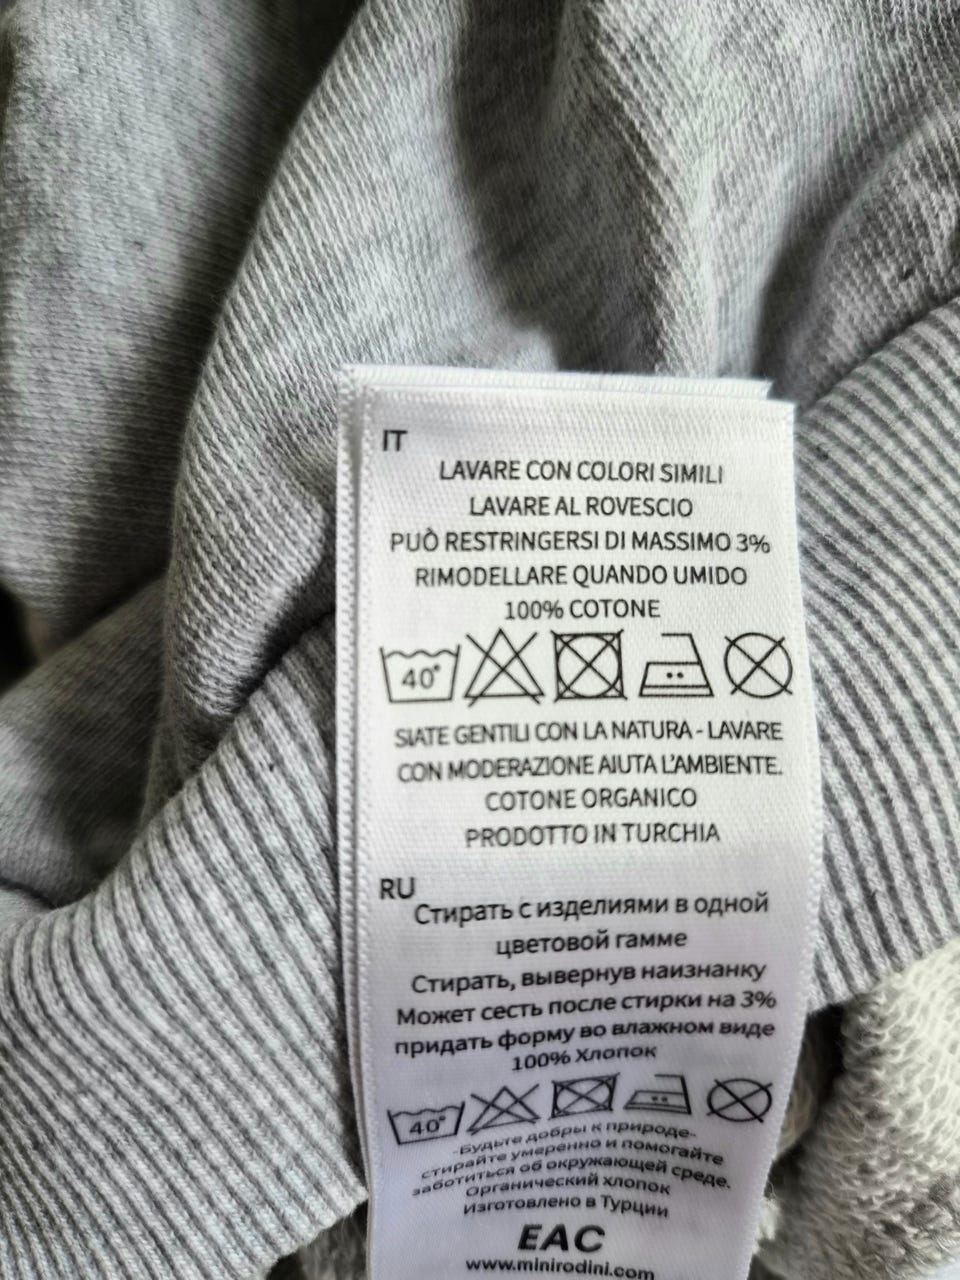 IT
LAVARE CON COLORI SIMILI
LAVARE AL ROVESCIO
PUÒ RESTRINGERSI DI MASSIMO 3%
RIMODELLARE QUANDO UMIDO
100% COTONE
40°
SIATE GENTILI CON LA NATURA - LAVARE
CON MODERAZIONE AIUTA L'AMBIENTE.
COTONE ORGANICO
PRODOTTO IN TURCHIA
RU
Стирать с изделиями в одной
цветовой гамме
Стирать, вывернув наизнанку
Может сесть после стирки на 3%
придать форму во влажном виде
100% Хлопок
40°
-Будьте добры к природе-
стирайте умеренно и помогайте
заботиться об окружающей среде.
Органический хлопок
Изготовлено в Турции
EAC
www.minirodini.com